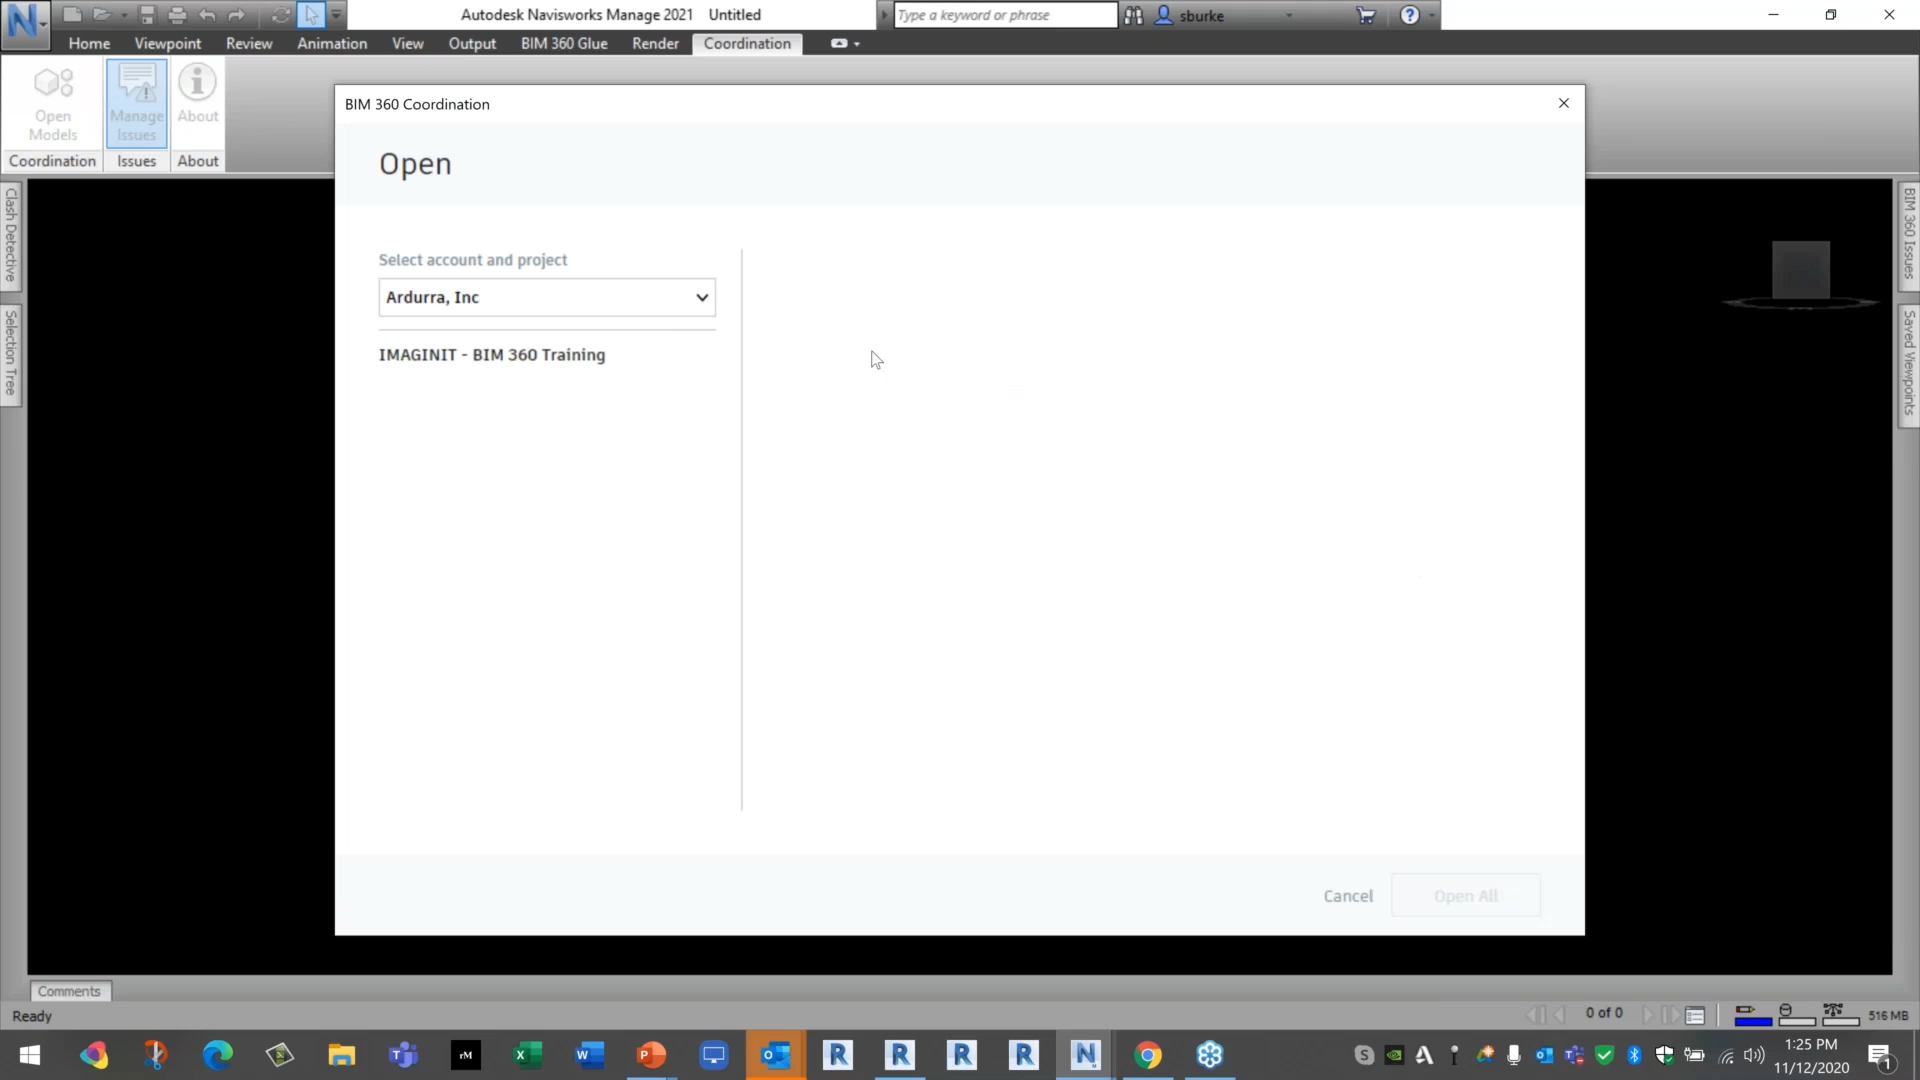 Autodesk Navisworks Manage 2021 Untitled
Type a keyword or phrase
sburke
Home Viewpoint Review Animation View Output BIM 360 Glue Render Coordination
Open Models
Manage Issues
About
Coordination Issues About
BIM 360 Coordination
Open
Select account and project
Ardurra, Inc
IMAGINIT - BIM 360 Training
Cancel Open All
Clash Detective
Selection Tree
BIM 360 Issues
Saved Viewpoints
Comments
Ready
0 of 0
516 MB
rM
1:25 PM
11/12/2020
1